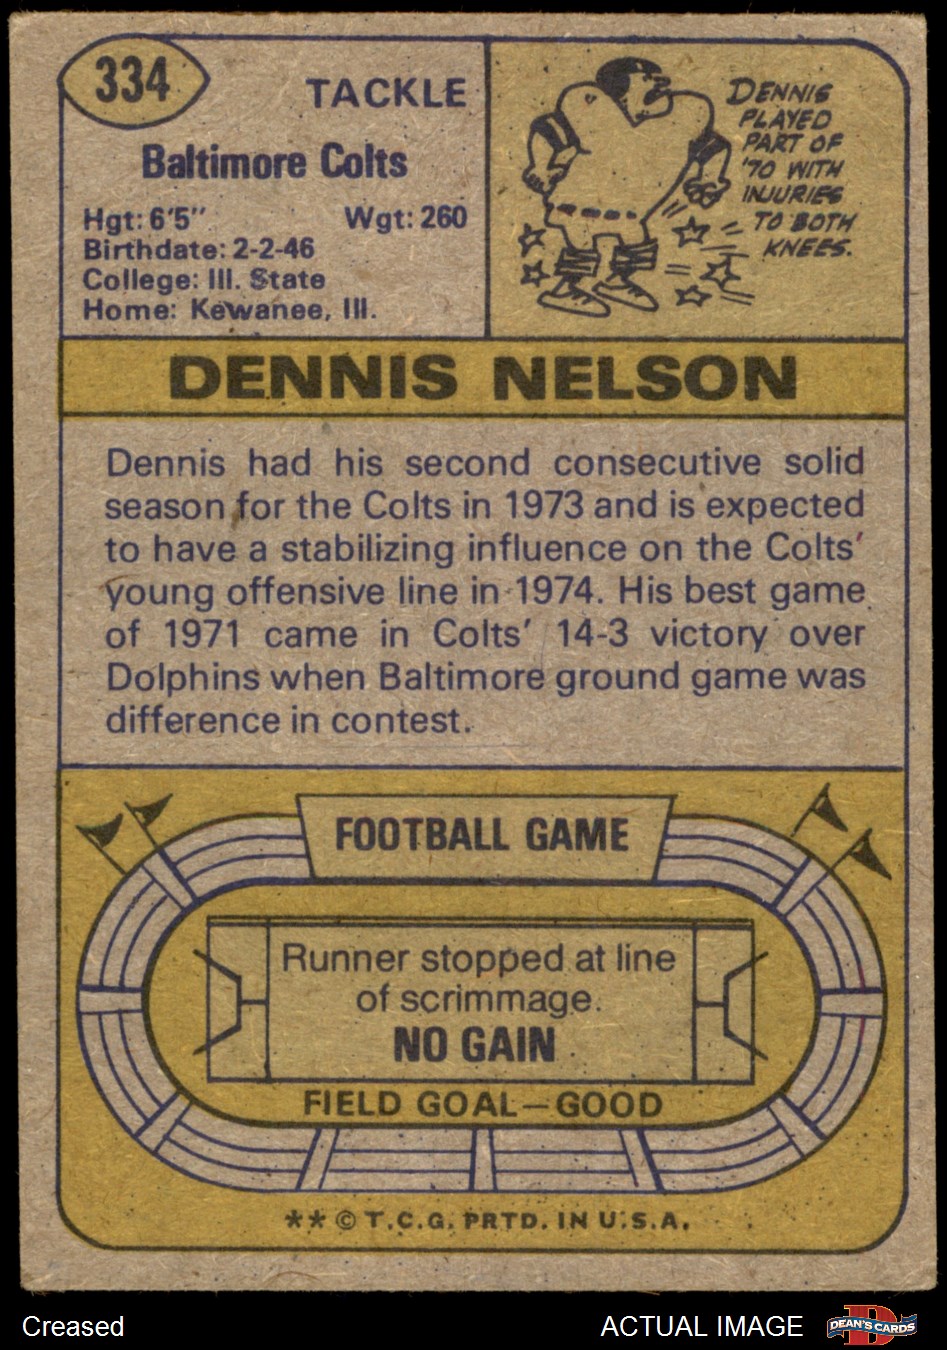 334
TACKLE
Baltimore Colts
Hgt: 6'5" Wgt: 260
Birthdate: 2-2-46
College: Ill. State
Home: Kewanee, Ill.
DENNIS
PLAYED
PART OF
'70 WITH
INJURIES
TO BOTH
KNEES.
DENNIS NELSON
Dennis had his second consecutive solid
season for the Colts in 1973 and is expected
to have a stabilizing influence on the Colts'
young offensive line in 1974. His best game
of 1971 came in Colts' 14-3 victory over
Dolphins when Baltimore ground game was
difference in contest.
FOOTBALL GAME
Runner stopped at line
of scrimmage.
NO GAIN
FIELD GOAL—GOOD
** © T.C.G. PRTD. IN U.S.A.
Creased
ACTUAL IMAGE
D
DEAN'S CARDS